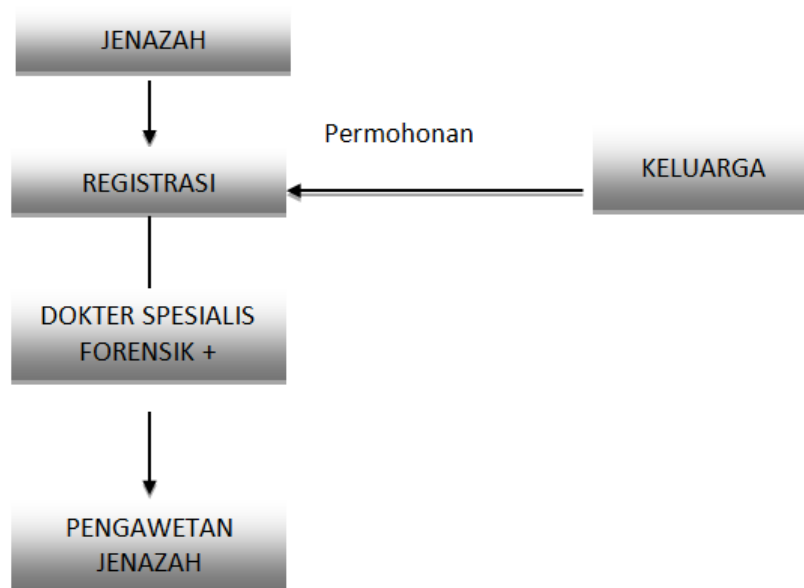 JENAZAH
Permohonan
REGISTRASI
KELUARGA
DOKTER SPESIALIS
FORENSIK +
PENGAWETAN
JENAZAH